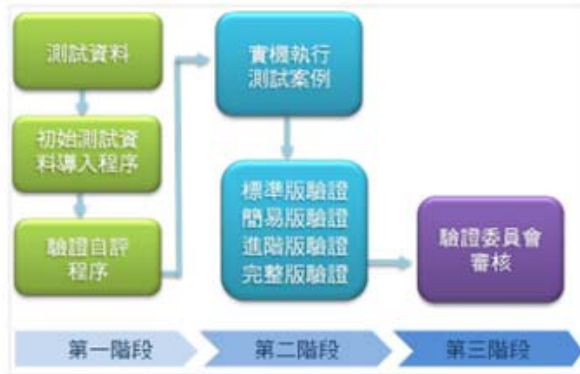 測試資料
初始測試資
料導入程序
驗證自評
程序
實機執行
測試案例
標準版驗證
簡易版驗證
進階版驗證
完整版驗證
驗證委員會
審核
第一階段
第二階段
第三階段